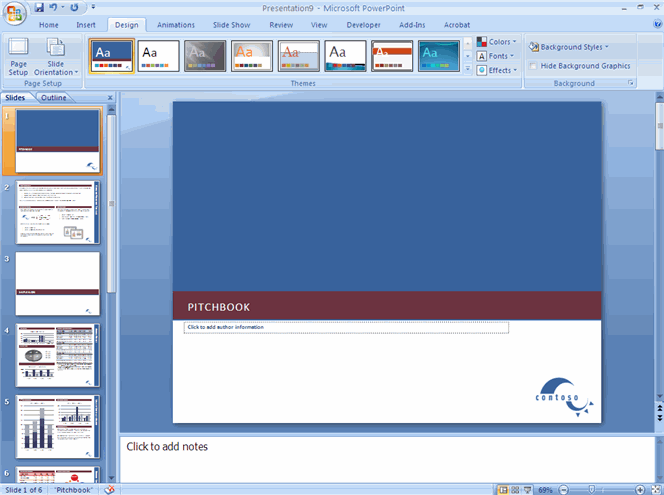 Presentation9 - Microsoft PowerPoint
Home Insert Design Animations Slide Show Review View Developer Add-Ins Acrobat
Page Setup
Slide Orientation
Aa Aa Aa Aa Aa Aa Aa Aa
Colors
Fonts
Effects
Background Styles
Hide Background Graphics
Page Setup Themes Background
Slides Outline
1
2
3
4
5
6
PITCHBOOK
Click to add author information
contoso
Click to add notes
Slide 1 of 6 "Pitchbook" 69%